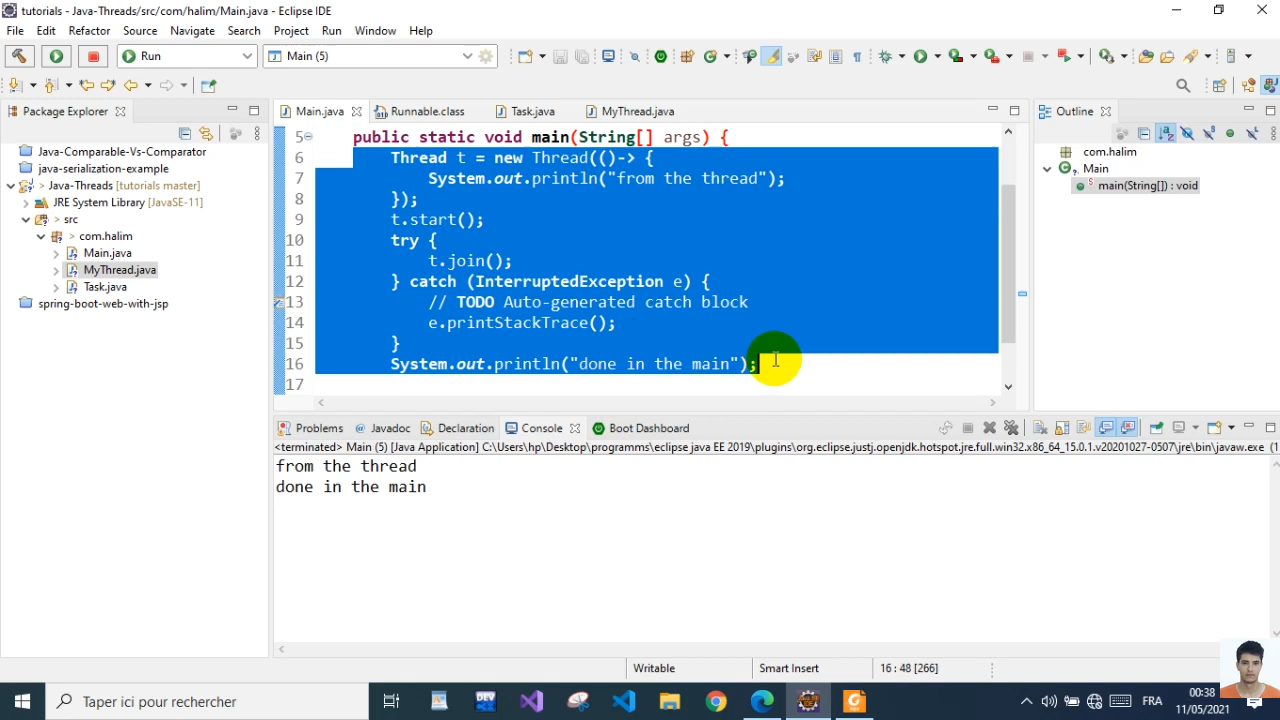 tutorials - Java-Threads/src/com/halim/Main.java - Eclipse IDE
File Edit Refactor Source Navigate Search Project Run Window Help
Run Main (5)
Package Explorer
Java-Comparable-Vs-Comparator
java-serialization-example
Java-Threads [tutorials master]
JRE System Library [JavaSE-11]
src
com.halim
Main.java
MyThread.java
Task.java
spring-boot-web-with-jsp
Main.java Runnable.class Task.java MyThread.java
5 public static void main(String[] args) {
6 Thread t = new Thread(()-> {
7 System.out.println("from the thread");
8 });
9 t.start();
10 try {
11 t.join();
12 } catch (InterruptedException e) {
13 // TODO Auto-generated catch block
14 e.printStackTrace();
15 }
16 System.out.println("done in the main");
17
Outline
com.halim
Main
main(String[]) : void
Problems Javadoc Declaration Console Boot Dashboard
<terminated> Main (5) [Java Application] C:\Users\hp\Desktop\programms\eclipse java EE 2019\plugins\org.eclipse.justj.openjdk.hotspot.jre.full.win32.x86_64_15.0.1.v20201027-0507\jre\bin\javaw.exe (1
from the thread
done in the main
Writable Smart Insert 16 : 48 [266]
Taper ici pour rechercher
DEV
FRA
00:38
11/05/2021